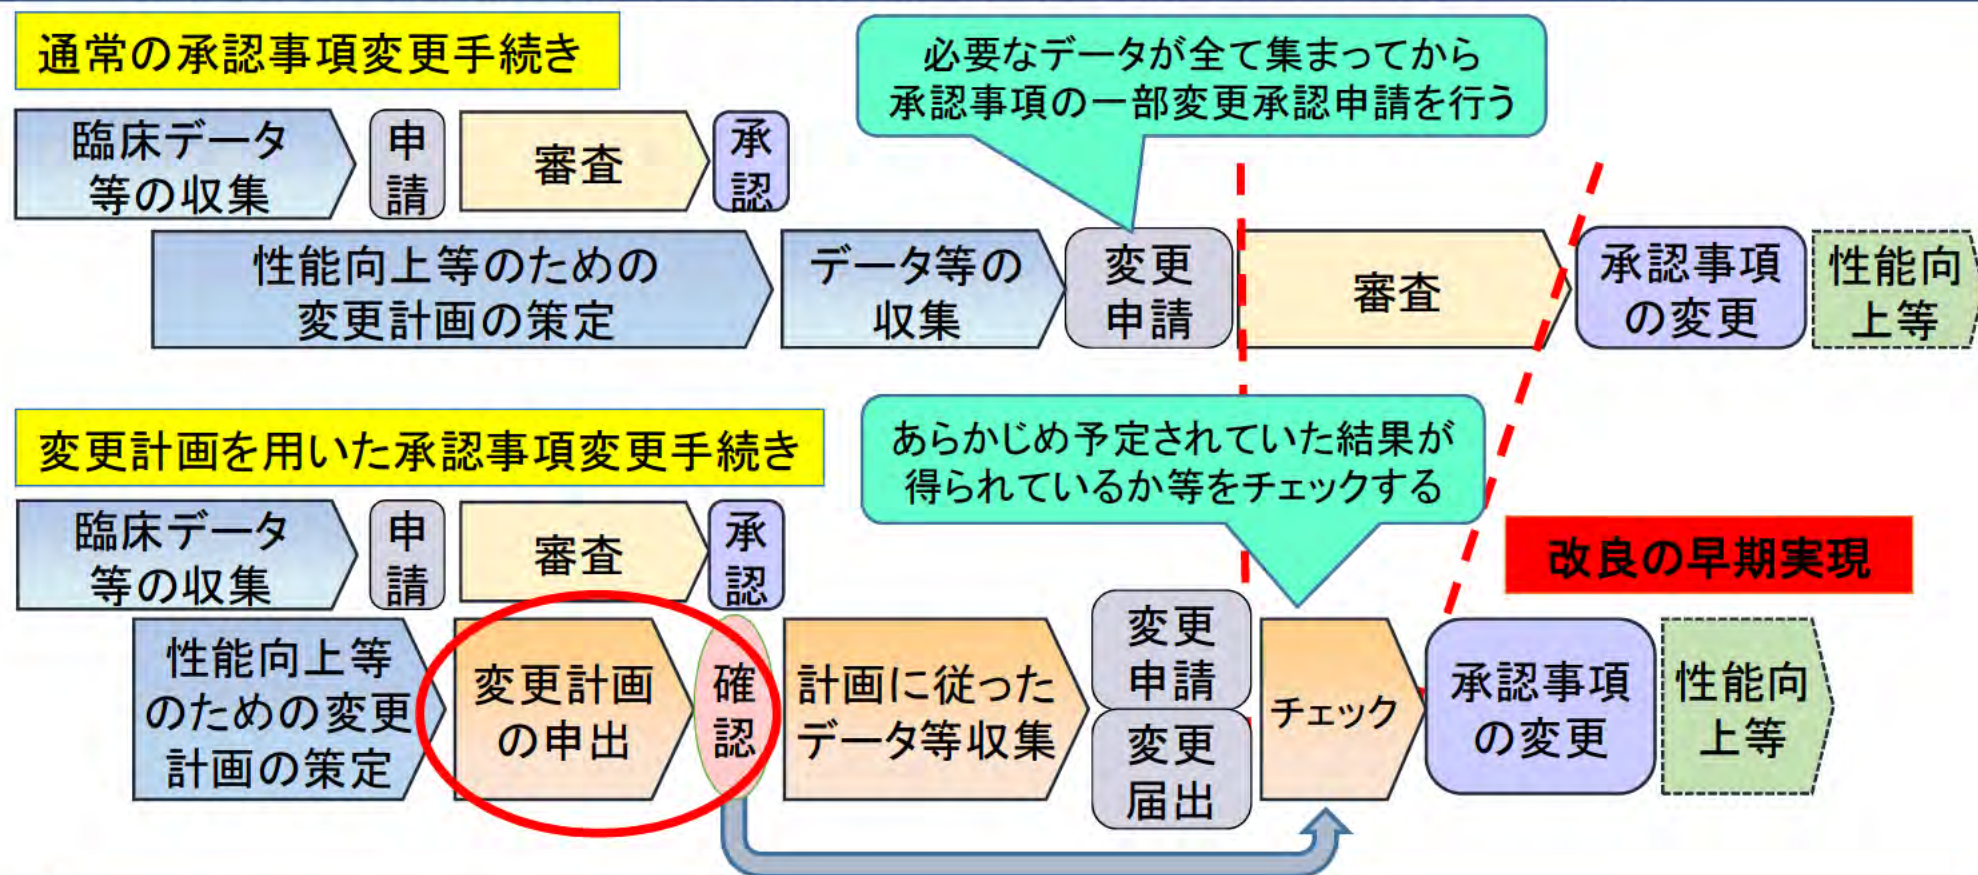 通常の承認事項変更手続き
必要なデータが全て集まってから
承認事項の一部変更承認申請を行う
臨床データ
等の収集
申
請
審査
承
認
性能向上等のための
変更計画の策定
データ等の
収集
変更
申請
審査
承認事項
の変更
性能向
上等
変更計画を用いた承認事項変更手続き
あらかじめ予定されていた結果が
得られているか等をチェックする
臨床データ
等の収集
申
請
審査
承
認
改良の早期実現
性能向上等
のための変更
計画の策定
変更計画
の申出
確
認
計画に従った
データ等収集
変更
申請
変更
届出
チェック
承認事項
の変更
性能向
上等